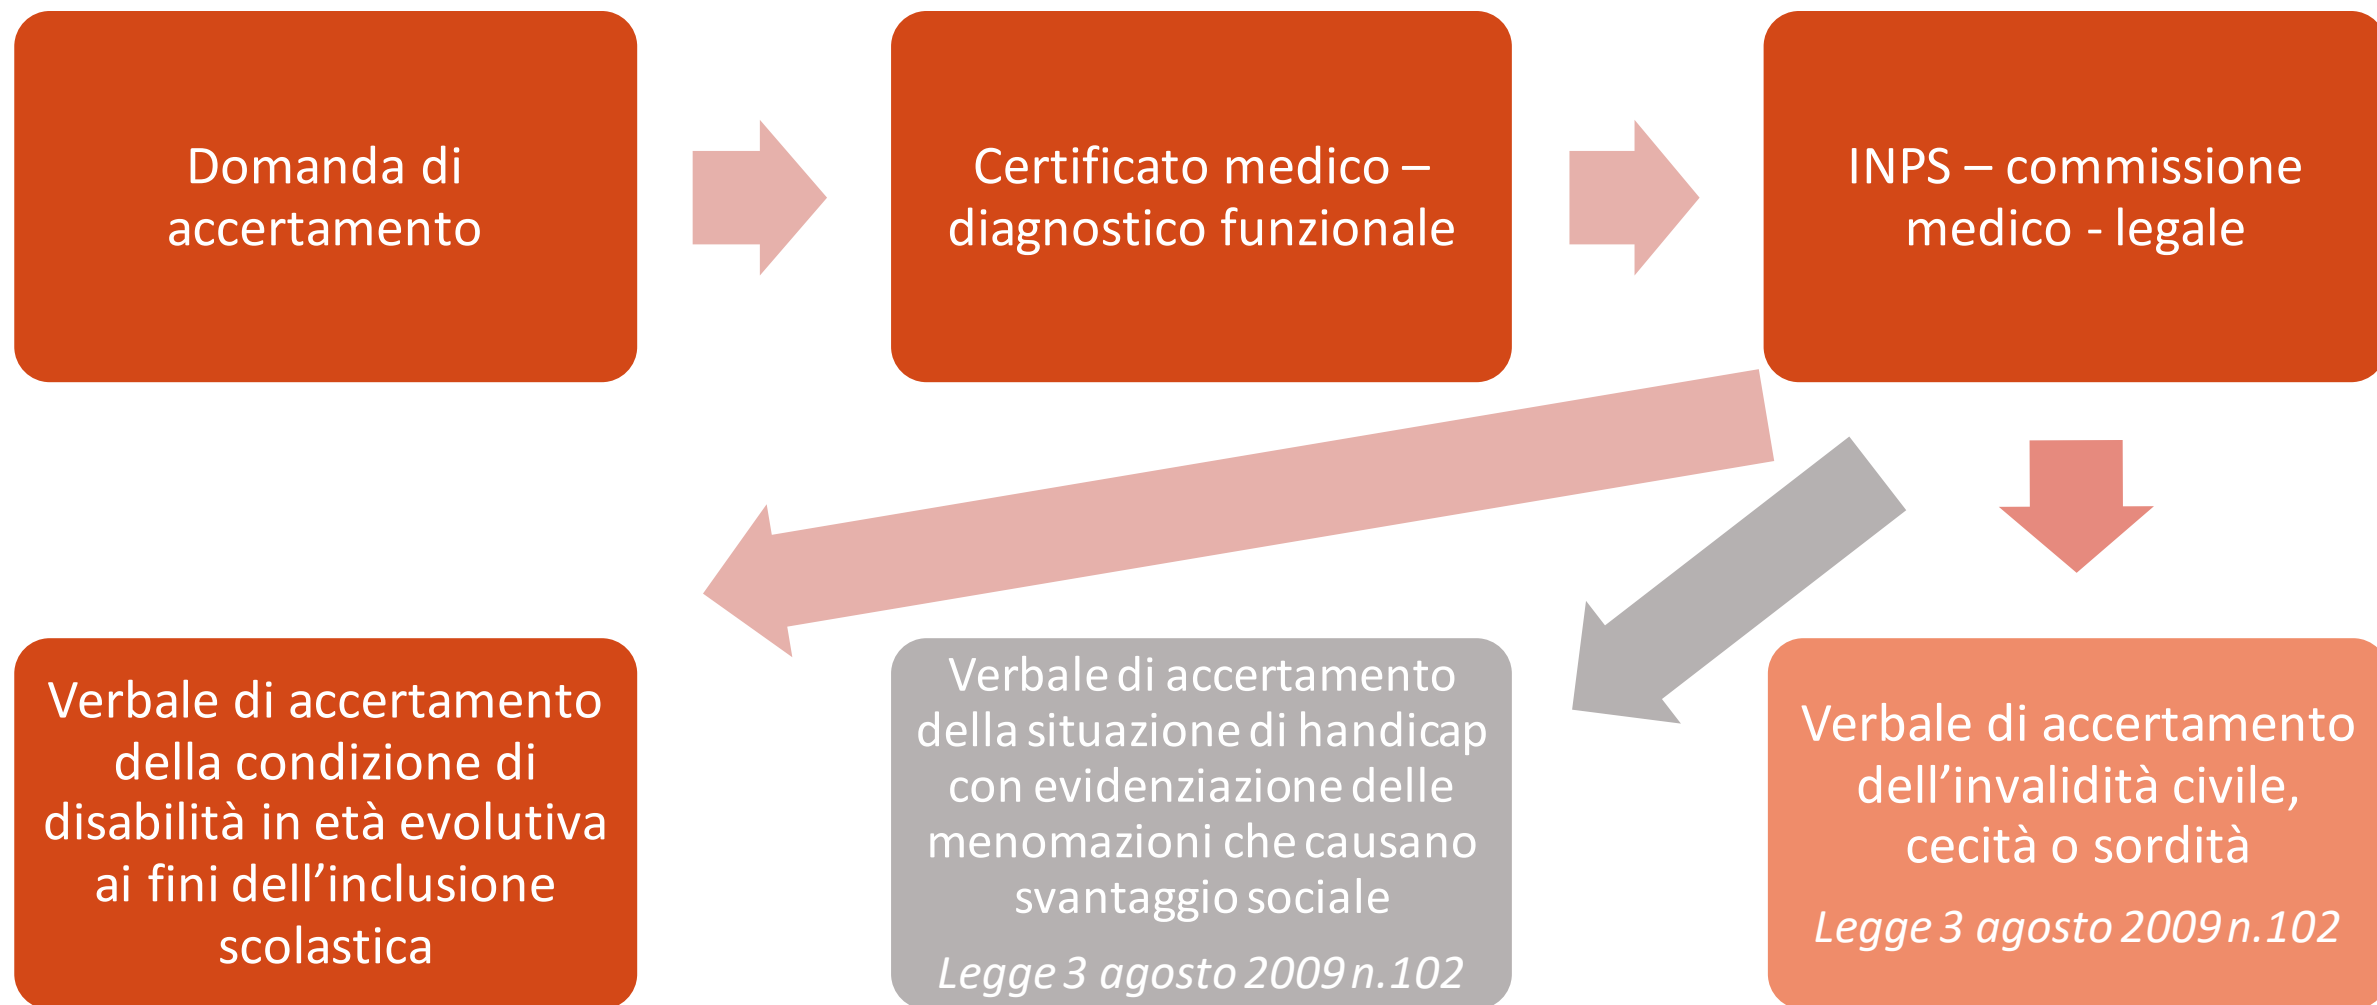 Domanda di
accertamento
Certificato medico –
diagnostico funzionale
INPS – commissione
medico - legale
Verbale di accertamento
della condizione di
disabilità in età evolutiva
ai fini dell’inclusione
scolastica
Verbale di accertamento
della situazione di handicap
con evidenziazione delle
menomazioni che causano
svantaggio sociale
Legge 3 agosto 2009 n.102
Verbale di accertamento
dell’invalidità civile,
cecità o sordità
Legge 3 agosto 2009 n.102